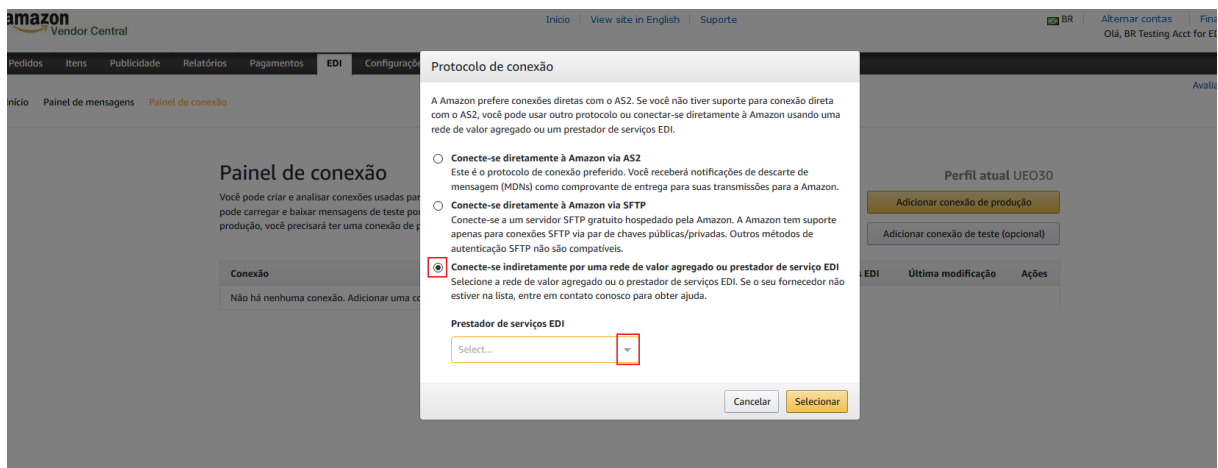 amazon
Vendor Central
Início View site in English Suporte
BR Alternar contas
Olá, BR Testing Acct for
Pedidos Itens Publicidade Relatórios Pagamentos EDI
Painel de mensagens Painel de conexão
Painel de conexão
Você pode criar e analisar conexões usadas
pode carregar e baixar mensagens de teste
produção, você precisará ter uma conexão de
Conexão
Não há nenhuma conexão. Adicionar uma
Protocolo de conexão
A Amazon prefere conexões diretas com o AS2. Se você não tiver suporte para conexão direta
com o AS2, você pode usar outro protocolo ou conectar-se diretamente à Amazon usando uma
rede de valor agregado ou um prestador de serviços EDI.
Conecte-se diretamente à Amazon via AS2
Este é o protocolo de conexão preferido. Você receberá notificações de descarte de
mensagem (MDNs) como comprovante de entrega para suas transmissões para a Amazon.
Conecte-se diretamente à Amazon via SFTP
Conecte-se a um servidor SFTP gratuito hospedado pela Amazon. A Amazon tem suporte
apenas para conexões SFTP via par de chaves públicas/privadas. Outros métodos de
autenticação SFTP não são compatíveis.
Conecte-se indiretamente por uma rede de valor agregado ou prestador de serviço EDI
Selecione a rede de valor agregado ou o prestador de serviços EDI. Se o seu fornecedor não
estiver na lista, entre em contato conosco para obter ajuda.
Prestador de serviços EDI
Select...
Cancelar Selecionar
Perfil atual UEO30
Adicionar conexão de produção
Adicionar conexão de teste (opcional)
EDI Última modificação Ações